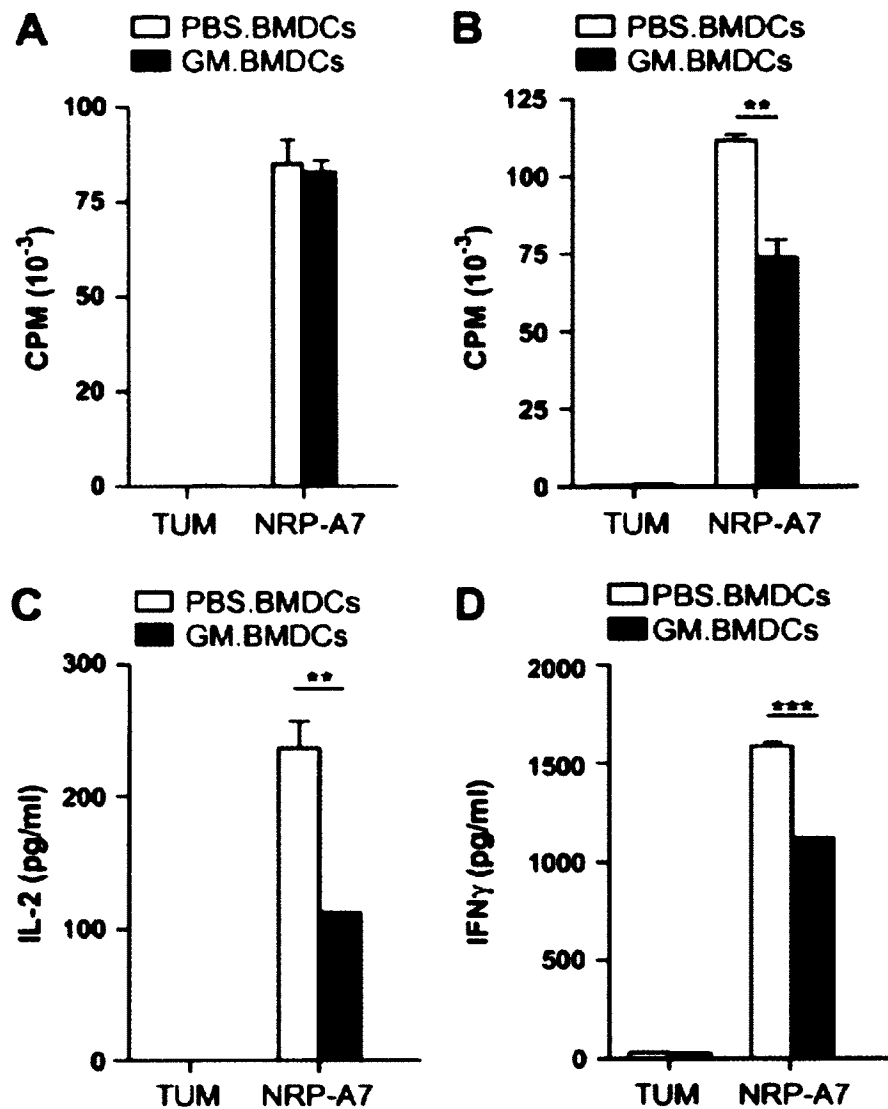 A
PBS.BMDCs
GM.BMDCs
CPM (10⁻³)
100
75
50
20
0
TUM
NRP-A7
B
PBS.BMDCs
GM.BMDCs
CPM (10⁻³)
125
100
75
50
25
0
**
TUM
NRP-A7
C
PBS.BMDCs
GM.BMDCs
IL-2 (pg/ml)
300
200
100
0
**
TUM
NRP-A7
D
PBS.BMDCs
GM.BMDCs
IFNγ (pg/ml)
2000
1500
1000
500
0
***
TUM
NRP-A7